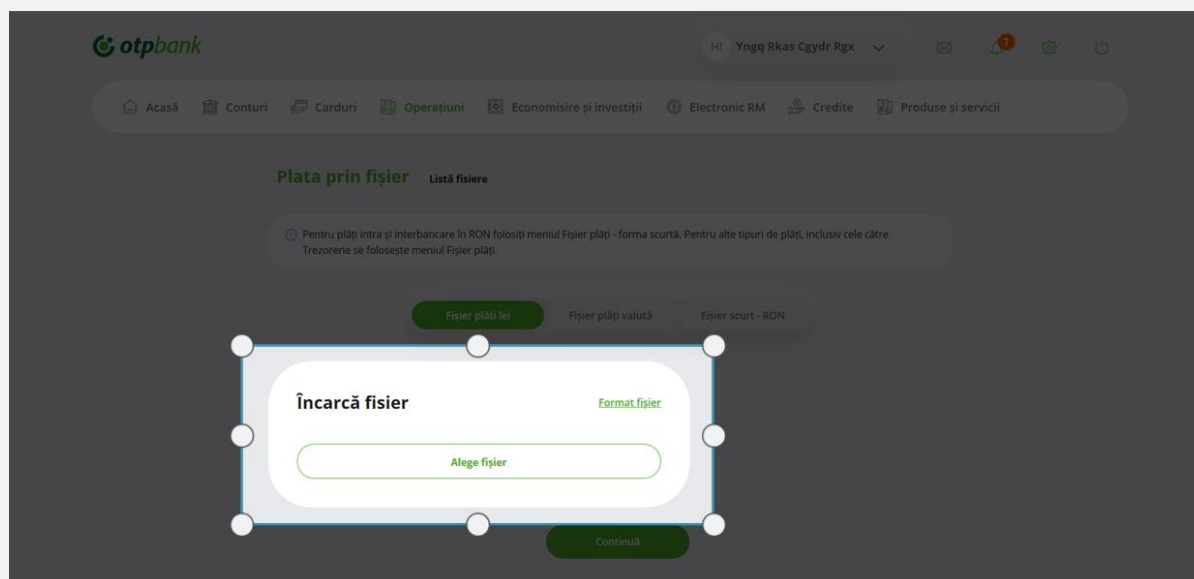 otpbank
HI Yngq Rkas Cgydr Rgx
1
Acasă Conturi Carduri Operațiuni Economisire și investiții Electronic RM Credite Produse și servicii
Plata prin fișier Listă fisiere
Pentru plăți intra și interbancare în RON folosiți meniul Fișier plăți - forma scurtă. Pentru alte tipuri de plăți, inclusiv cele către
Trezorerie se folosește meniul Fișier plăți.
Fișier plăți lei Fișier plăți valută Fișier scurt - RON
Încarcă fisier Format fișier
Alege fișier
Continuă